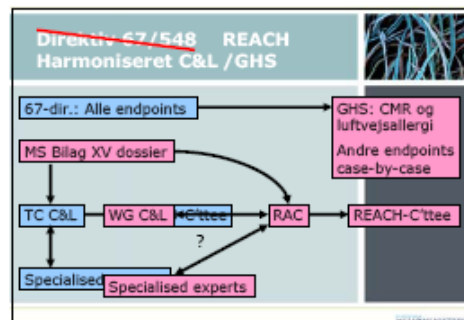 Direktiv 67/548 REACH
Harmoniseret C&L /GHS
67-dir.: Alle endpoints
GHS: CMR og
luftvejsallergi
Andre endpoints
case-by-case
MS Bilag XV dossier
TC C&L
WG C&L
C'ttee
RAC
REACH-C'ttee
?
Specialised
Specialised experts